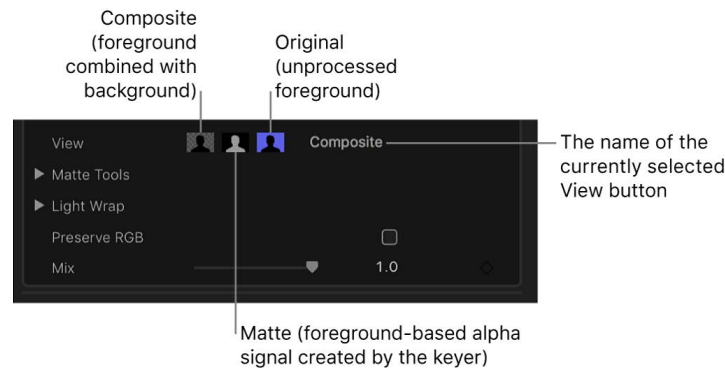 Composite
(foreground
combined with
background)
Original
(unprocessed
foreground)
View
Composite
The name of the
currently selected
View button
Matte Tools
Light Wrap
Preserve RGB
Mix
1.0
Matte (foreground-based alpha
signal created by the keyer)